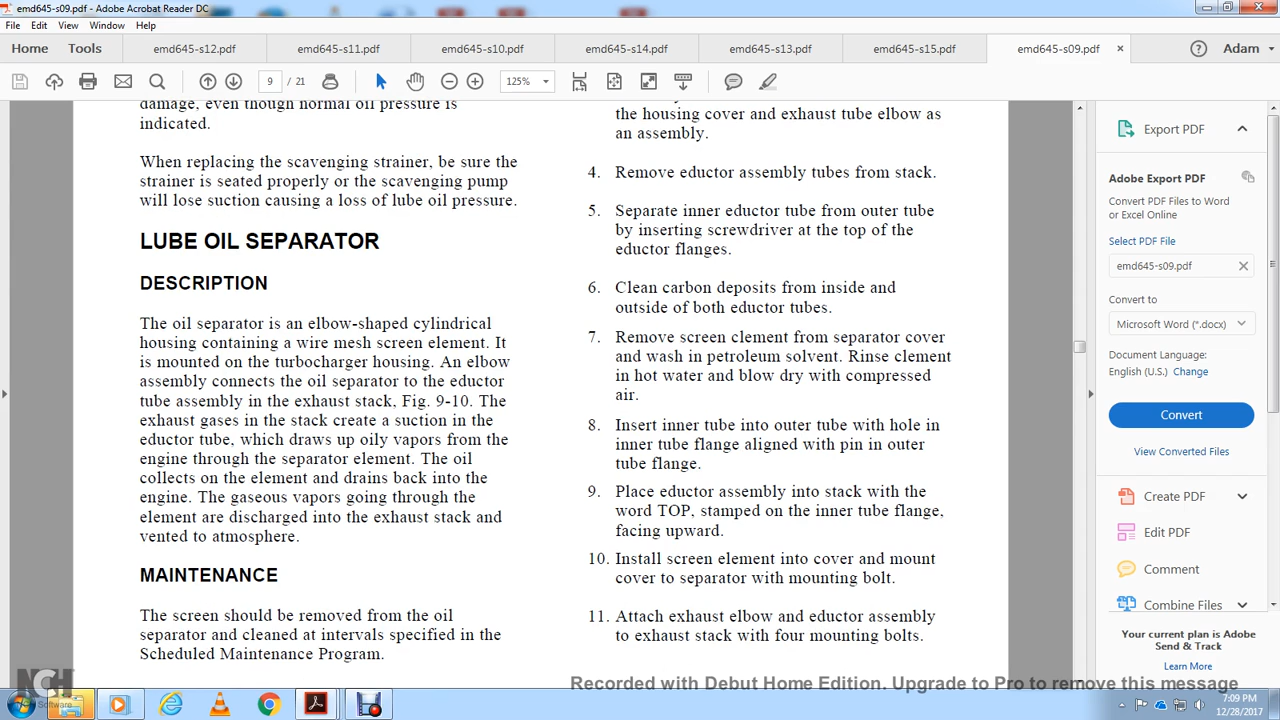 emd645-s09.pdf - Adobe Acrobat Reader DC
File Edit View Window Help
Home Tools emd645-s12.pdf emd645-s11.pdf emd645-s10.pdf emd645-s14.pdf emd645-s13.pdf emd645-s15.pdf emd645-s09.pdf × Adam
9 / 21 125%
damage, even though normal oil pressure is
indicated.
When replacing the scavenging strainer, be sure the
strainer is seated properly or the scavenging pump
will lose suction causing a loss of lube oil pressure.
LUBE OIL SEPARATOR
DESCRIPTION
The oil separator is an elbow-shaped cylindrical
housing containing a wire mesh screen element. It
is mounted on the turbocharger housing. An elbow
assembly connects the oil separator to the eductor
tube assembly in the exhaust stack, Fig. 9-10. The
exhaust gases in the stack create a suction in the
eductor tube, which draws up oily vapors from the
engine through the separator element. The oil
collects on the element and drains back into the
engine. The gaseous vapors going through the
element are discharged into the exhaust stack and
vented to atmosphere.
MAINTENANCE
The screen should be removed from the oil
separator and cleaned at intervals specified in the
Scheduled Maintenance Program.
the housing cover and exhaust tube elbow as
an assembly.
4. Remove eductor assembly tubes from stack.
5. Separate inner eductor tube from outer tube
by inserting screwdriver at the top of the
eductor flanges.
6. Clean carbon deposits from inside and
outside of both eductor tubes.
7. Remove screen clement from separator cover
and wash in petroleum solvent. Rinse clement
in hot water and blow dry with compressed
air.
8. Insert inner tube into outer tube with hole in
inner tube flange aligned with pin in outer
tube flange.
9. Place eductor assembly into stack with the
word TOP, stamped on the inner tube flange,
facing upward.
10. Install screen element into cover and mount
cover to separator with mounting bolt.
11. Attach exhaust elbow and eductor assembly
to exhaust stack with four mounting bolts.
Export PDF
Adobe Export PDF
Convert PDF Files to Word
or Excel Online
Select PDF File
emd645-s09.pdf
Convert to
Microsoft Word (*.docx)
Document Language:
English (U.S.) Change
Convert
View Converted Files
Create PDF
Edit PDF
Comment
Combine Files
Your current plan is Adobe
Send & Track
Learn More
NCH
Software
Recorded with Debut Home Edition. Upgrade to Pro to remove this message
7:09 PM
12/28/2017